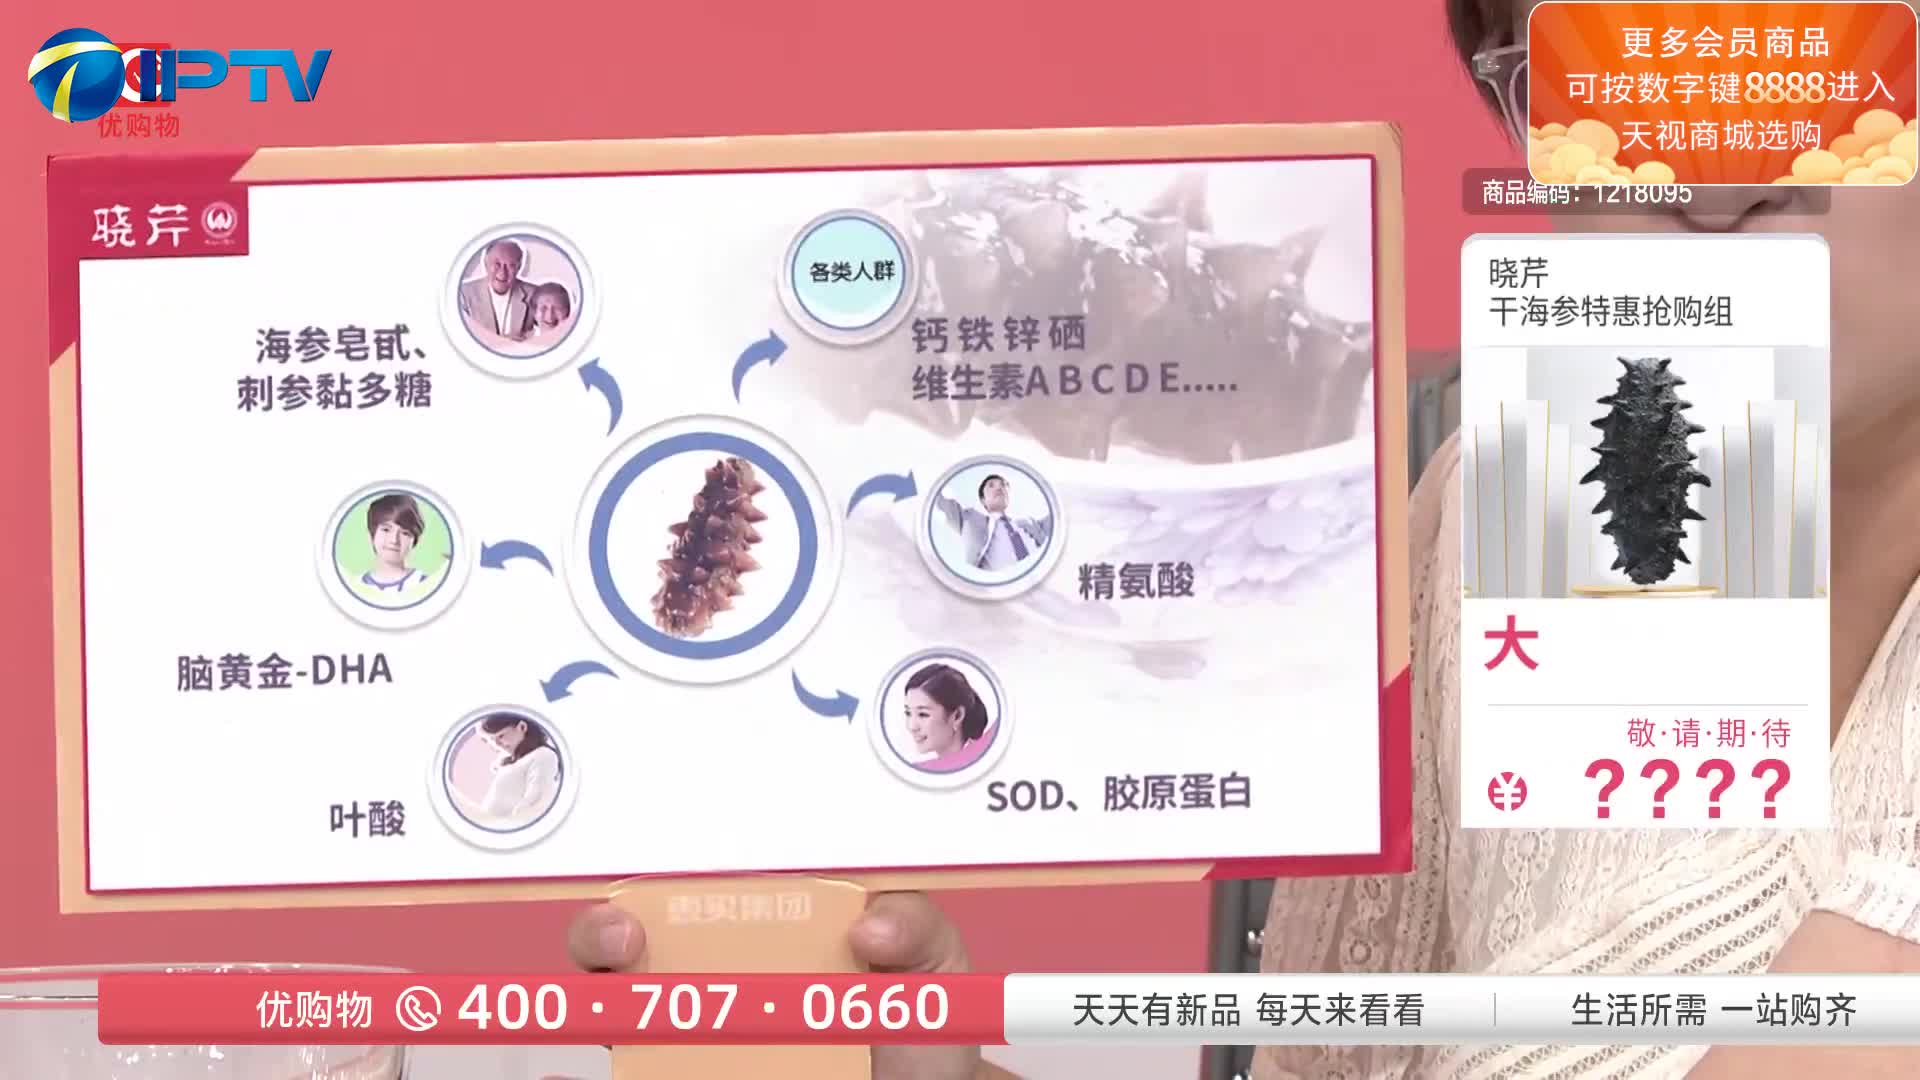 IPTV
优购物
更多会员商品
可按数字键8888进入
天视商城选购
商品编码：1218095
晓芹
干海参特惠抢购组
大
敬·请·期·待
¥ ????
晓芹
各类人群
钙 铁 锌 硒
维生素A B C D E.....
海参皂甙、
刺参黏多糖
精氨酸
脑黄金-DHA
SOD、胶原蛋白
叶酸
惠买集团
优购物 400·707·0660
天天有新品 每天来看看
生活所需 一站购齐